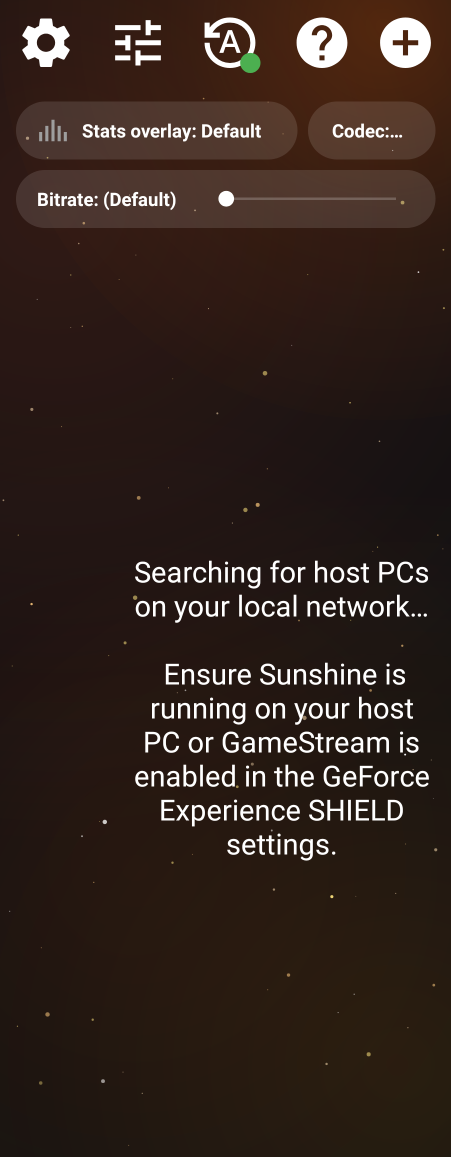 A
Stats overlay: Default
Codec:...
Bitrate: (Default)
Searching for host PCs
on your local network...
Ensure Sunshine is
running on your host
PC or GameStream is
enabled in the GeForce
Experience SHIELD
settings.